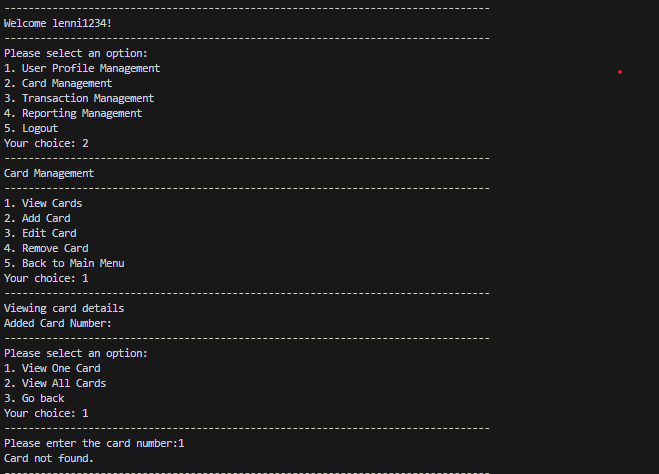 ---------------------------------------------------------------------------------
Welcome lenni1234!
---------------------------------------------------------------------------------
Please select an option:
1. User Profile Management
2. Card Management
3. Transaction Management
4. Reporting Management
5. Logout
Your choice: 2
---------------------------------------------------------------------------------
Card Management
---------------------------------------------------------------------------------
1. View Cards
2. Add Card
3. Edit Card
4. Remove Card
5. Back to Main Menu
Your choice: 1
---------------------------------------------------------------------------------
Viewing card details
Added Card Number:
---------------------------------------------------------------------------------
Please select an option:
1. View One Card
2. View All Cards
3. Go back
Your choice: 1
---------------------------------------------------------------------------------
Please enter the card number:1
Card not found.
---------------------------------------------------------------------------------